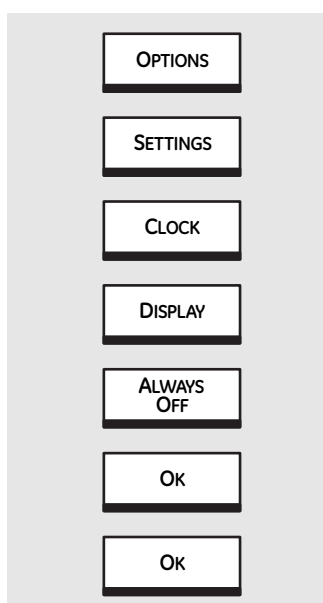 OPTIONS
SETTINGS
CLOCK
DISPLAY
ALWAYS
OFF
OK
OK